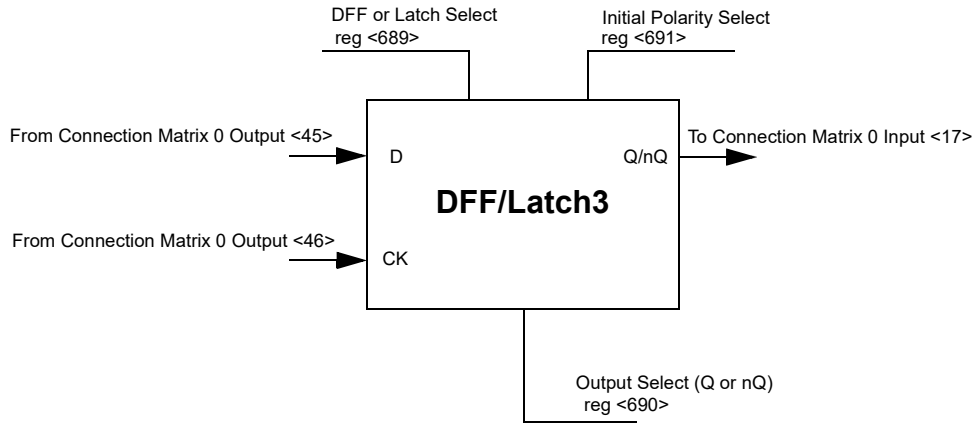 DFF or Latch Select
reg <689>
Initial Polarity Select
reg <691>
From Connection Matrix 0 Output <45>
D
Q/nQ
To Connection Matrix 0 Input <17>
DFF/Latch3
From Connection Matrix 0 Output <46>
CK
Output Select (Q or nQ)
reg <690>